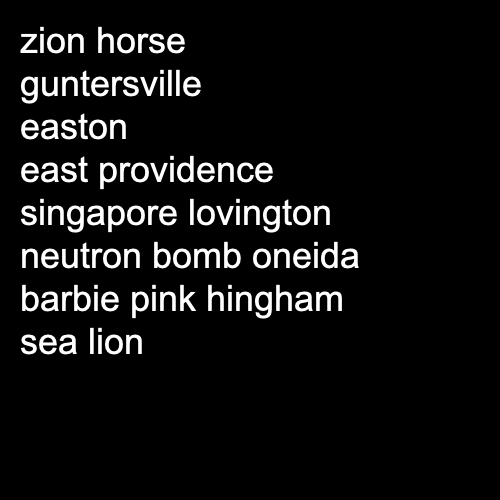 zion horse
guntersville
easton
east providence
singapore lovington
neutron bomb oneida
barbie pink hingham
sea lion